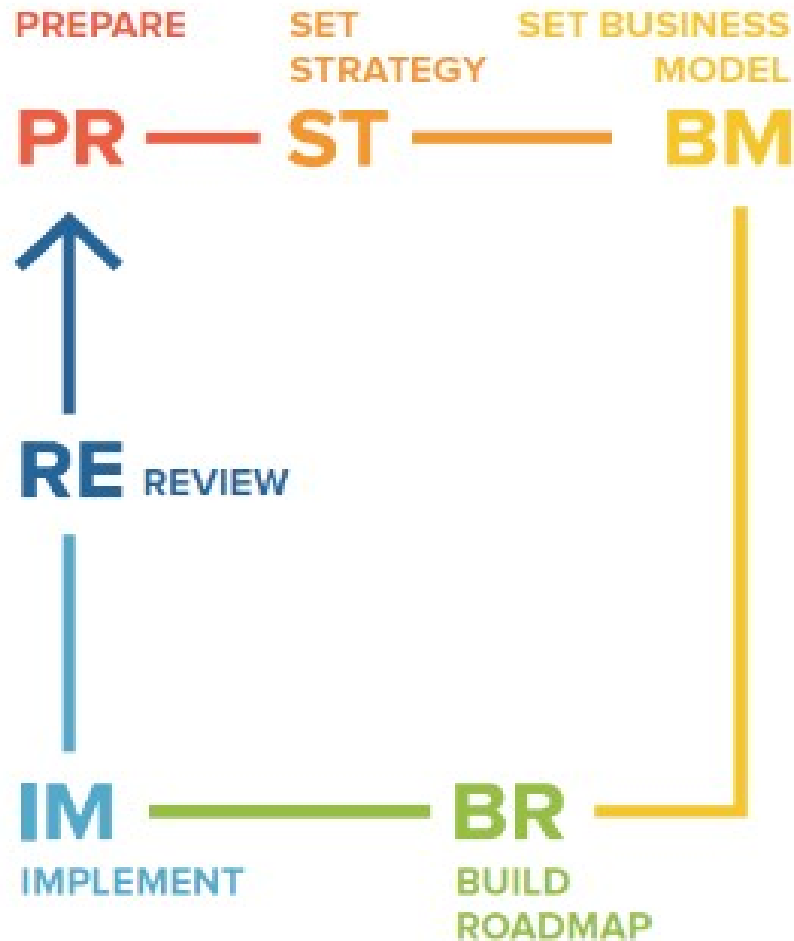 PREPARE
SET
STRATEGY
SET BUSINESS
MODEL
PR
ST
BM
RE
REVIEW
IM
IMPLEMENT
BR
BUILD
ROADMAP